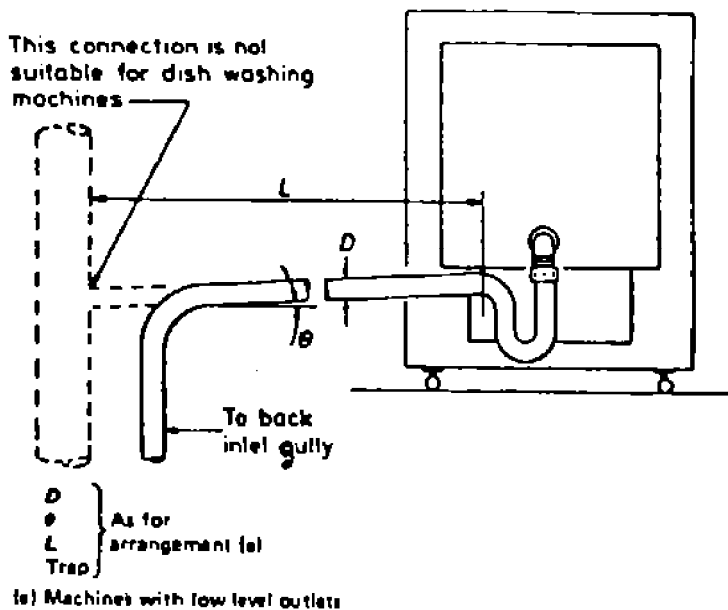 This connection is not
suitable for dish washing
machines
L
D
θ
To back
inlet gully
D
θ
L
Trap
As for
arrangement (a)
(e) Machines with low level outlets